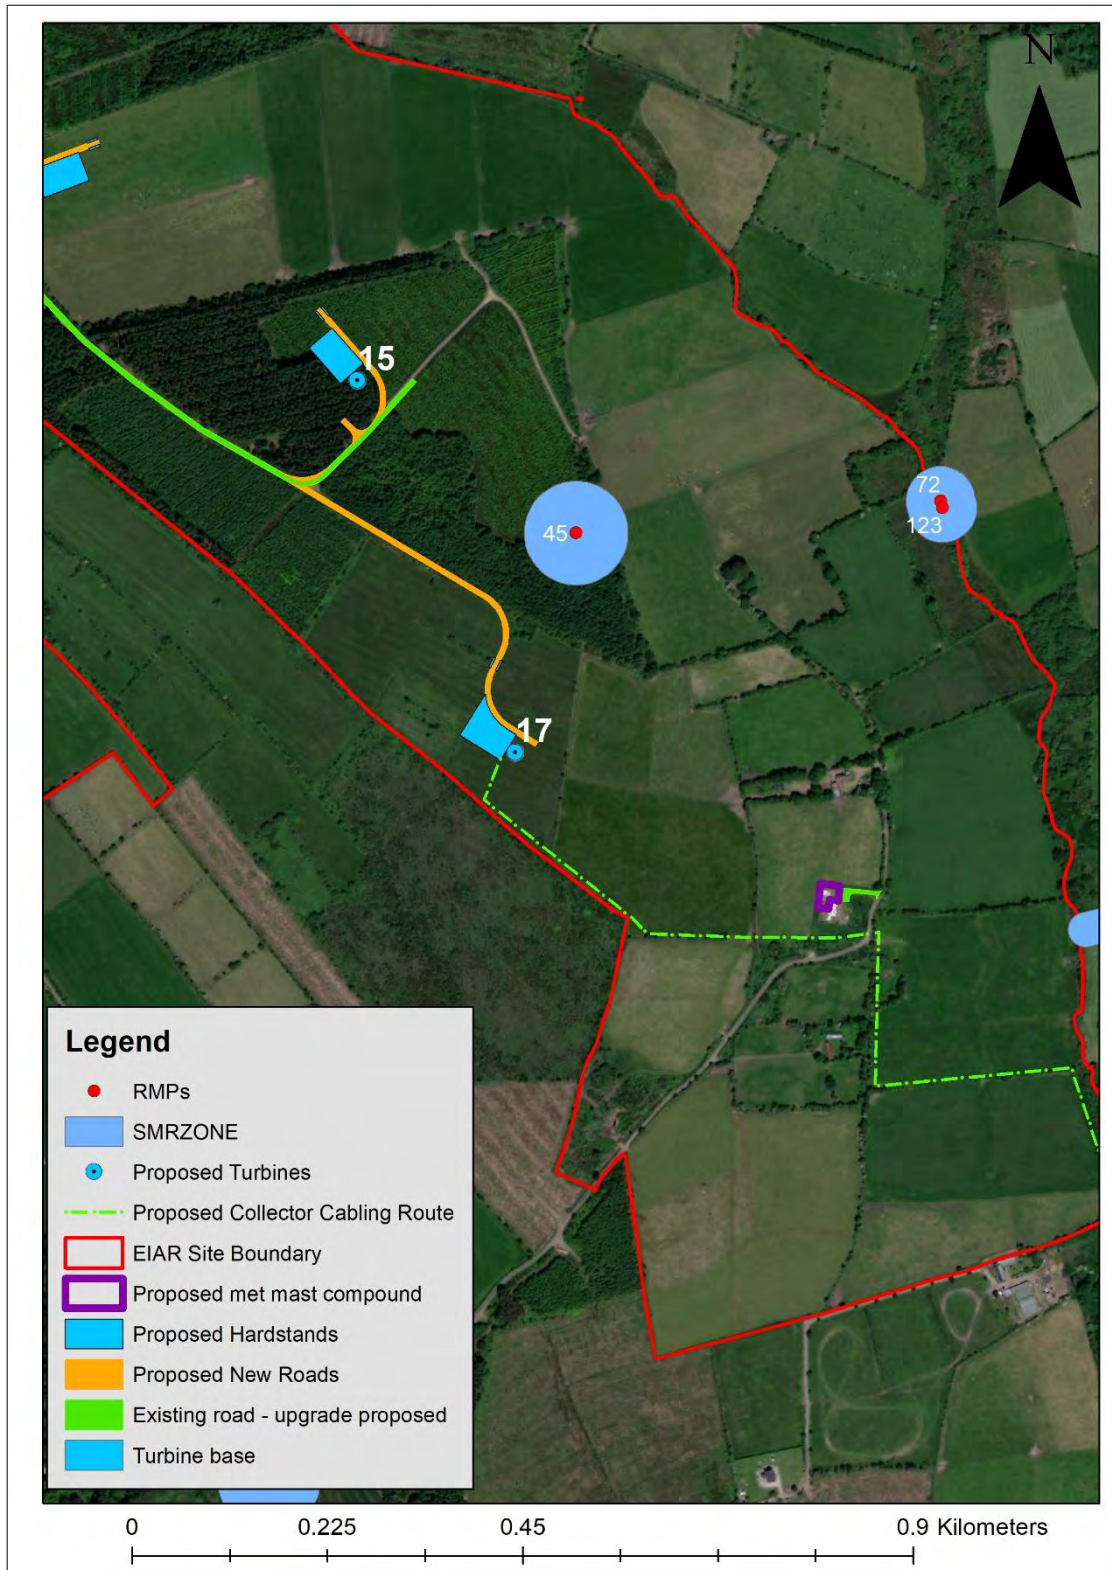 N
15
72
45
123
17
Legend
RMPs
SMRZONE
Proposed Turbines
Proposed Collector Cabling Route
EIAR Site Boundary
Proposed met mast compound
Proposed Hardstands
Proposed New Roads
Existing road - upgrade proposed
Turbine base
0 0.225 0.45 0.9 Kilometers